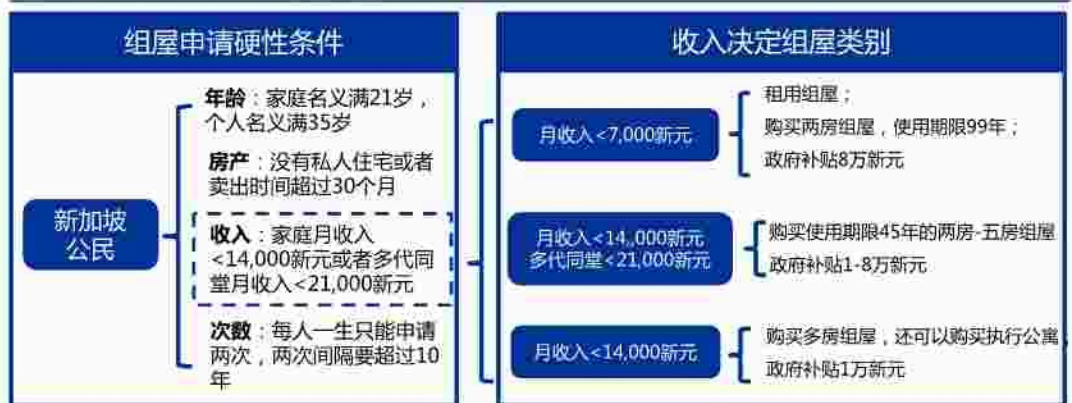 组屋申请硬性条件
年龄：家庭名义满21岁，
个人名义满35岁
房产：没有私人住宅或者
卖出时间超过30个月
新加坡
公民
收入：家庭月收入
<14,000新元或者多代同
堂月收入<21,000新元
次数：每人一生只能申请
两次，两次间隔要超过10
年
收入决定组屋类别
月收入<7,000新元
租用组屋；
购买两房组屋，使用期限99年；
政府补贴8万新元
月收入<14,,000新元
多代同堂<21,000新元
购买使用期限45年的两房-五房组屋
政府补贴1-8万新元
月收入<14,000新元
购买多房组屋，还可以购买执行公寓；
政府补贴1万新元